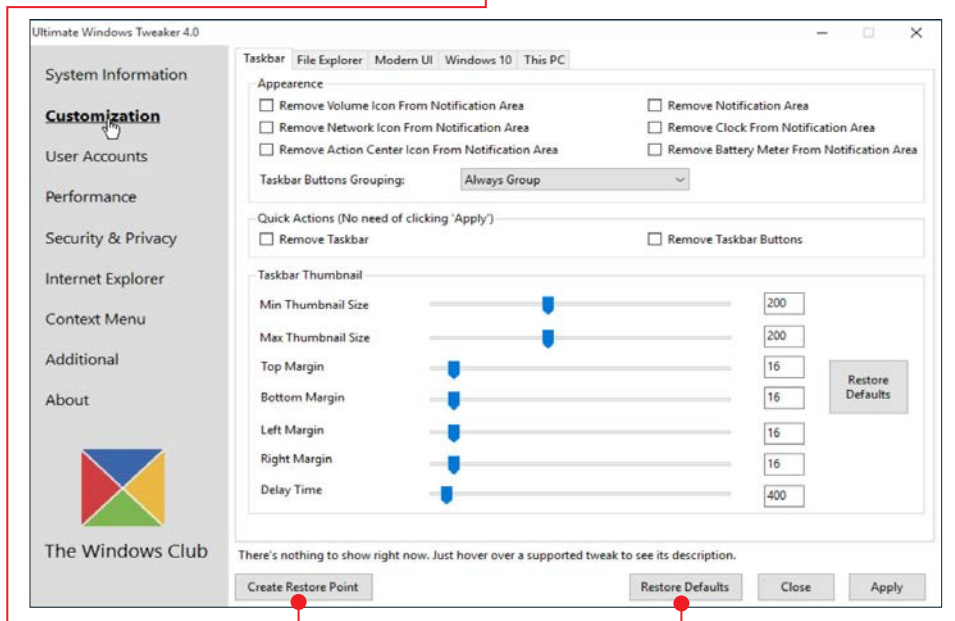 Ultimate Windows Tweaker 4.0
System Information
Customization
User Accounts
Performance
Security & Privacy
Internet Explorer
Context Menu
Additional
About
The Windows Club
Taskbar File Explorer Modern UI Windows 10 This PC
Appearence
Remove Volume Icon From Notification Area Remove Notification Area
Remove Network Icon From Notification Area Remove Clock From Notification Area
Remove Action Center Icon From Notification Area Remove Battery Meter From Notification Area
Taskbar Buttons Grouping: Always Group
Quick Actions (No need of clicking 'Apply')
Remove Taskbar Remove Taskbar Buttons
Taskbar Thumbnail
Min Thumbnail Size 200
Max Thumbnail Size 200
Top Margin 16
Bottom Margin 16
Left Margin 16
Right Margin 16
Delay Time 400
Restore
Defaults
There's nothing to show right now. Just hover over a supported tweak to see its description.
Create Restore Point Restore Defaults Close Apply